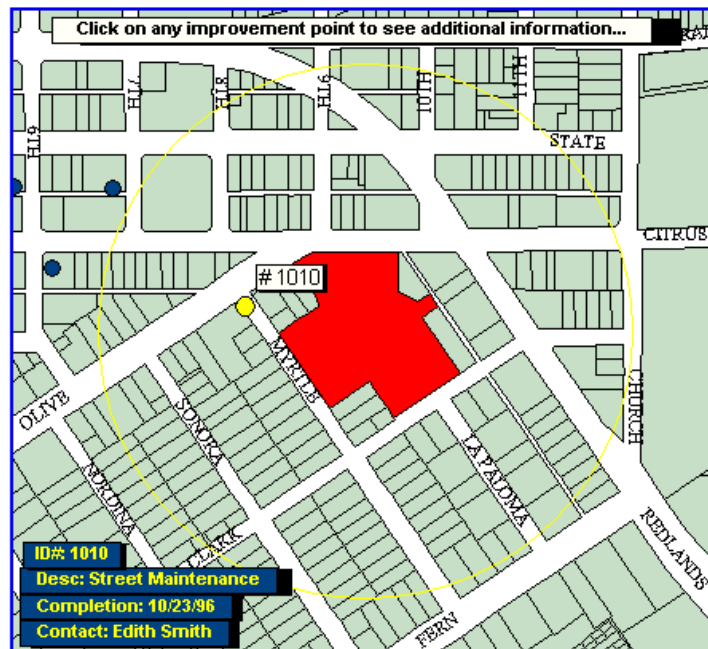 Click on any improvement point to see additional information...
6TH
7TH
8TH
9TH
10TH
11TH
STATE
CITRUS
# 1010
MYRTLE
OLIVE
SONORA
NORDINA
CLARK
LA PALOMA
CHURCH
REDLANDS
FERN
ID#: 1010
Desc: Street Maintenance
Completion: 10/23/96
Contact: Edith Smith